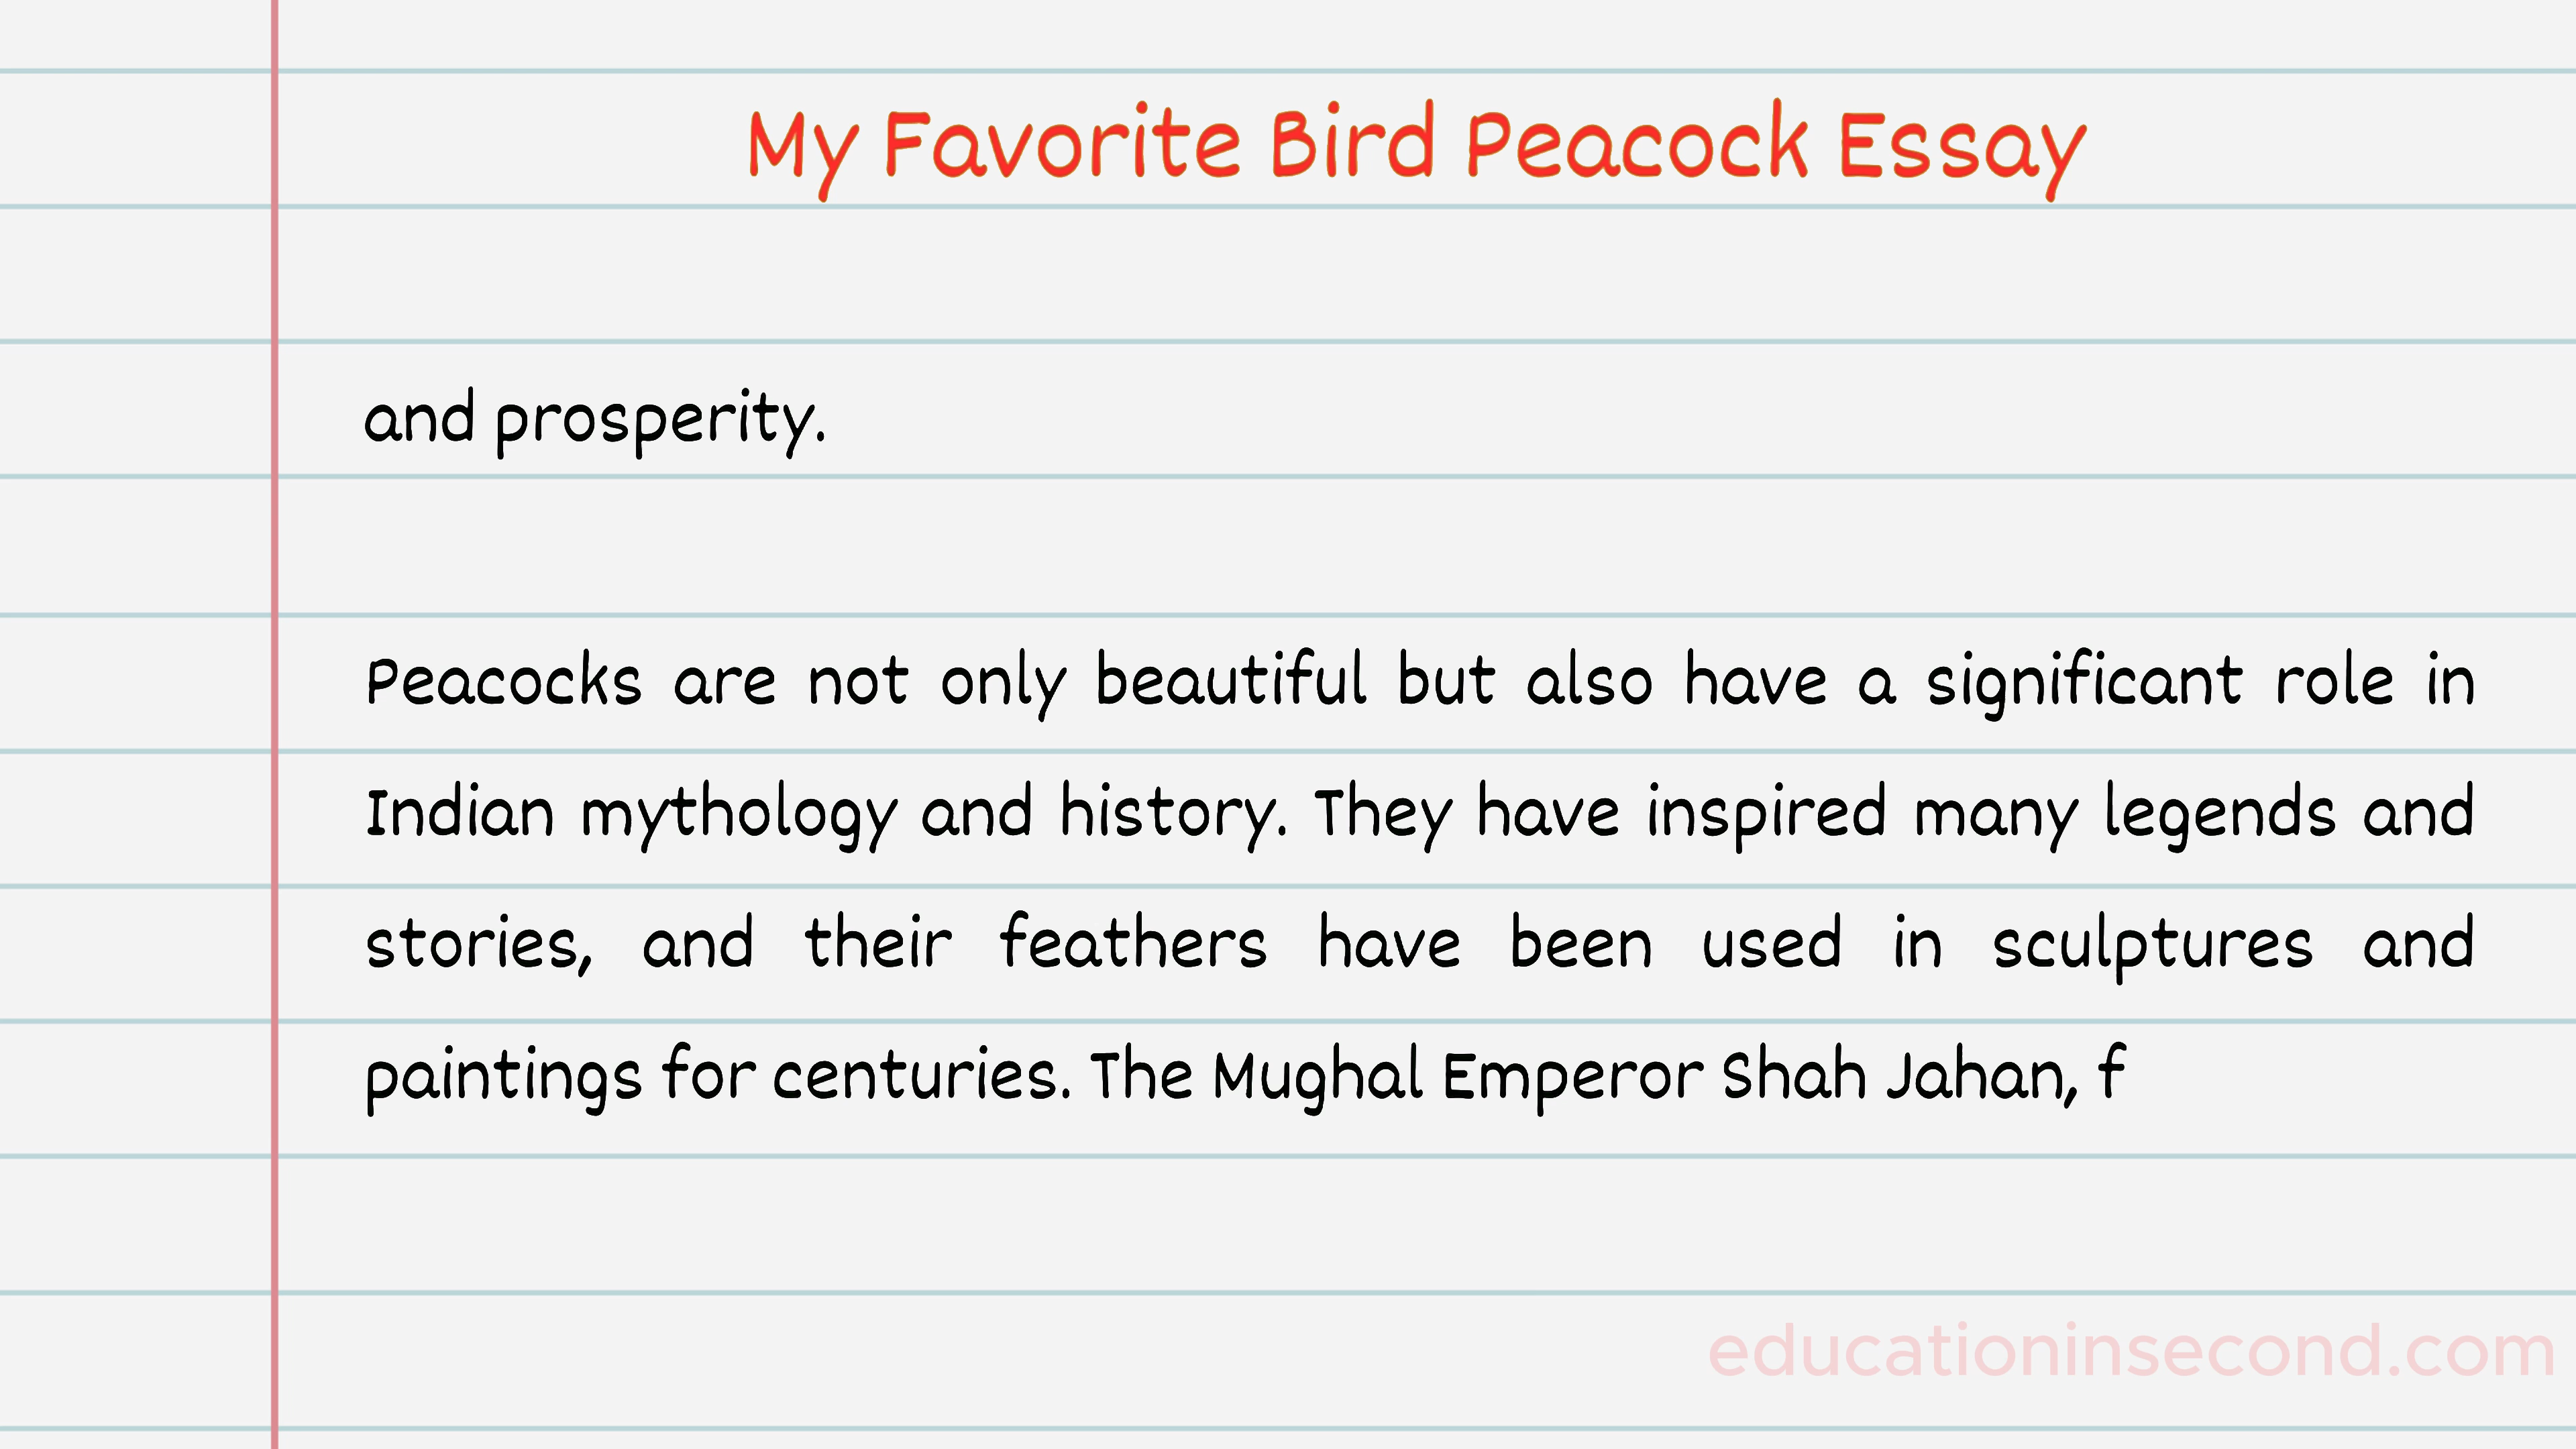 My Favorite Bird Peacock Essay
and prosperity.
Peacocks are not only beautiful but also have a significant role in
Indian mythology and history. They have inspired many legends and
stories, and their feathers have been used in sculptures and
paintings for centuries. The Mughal Emperor Shah Jahan, f
educationinsecond.com